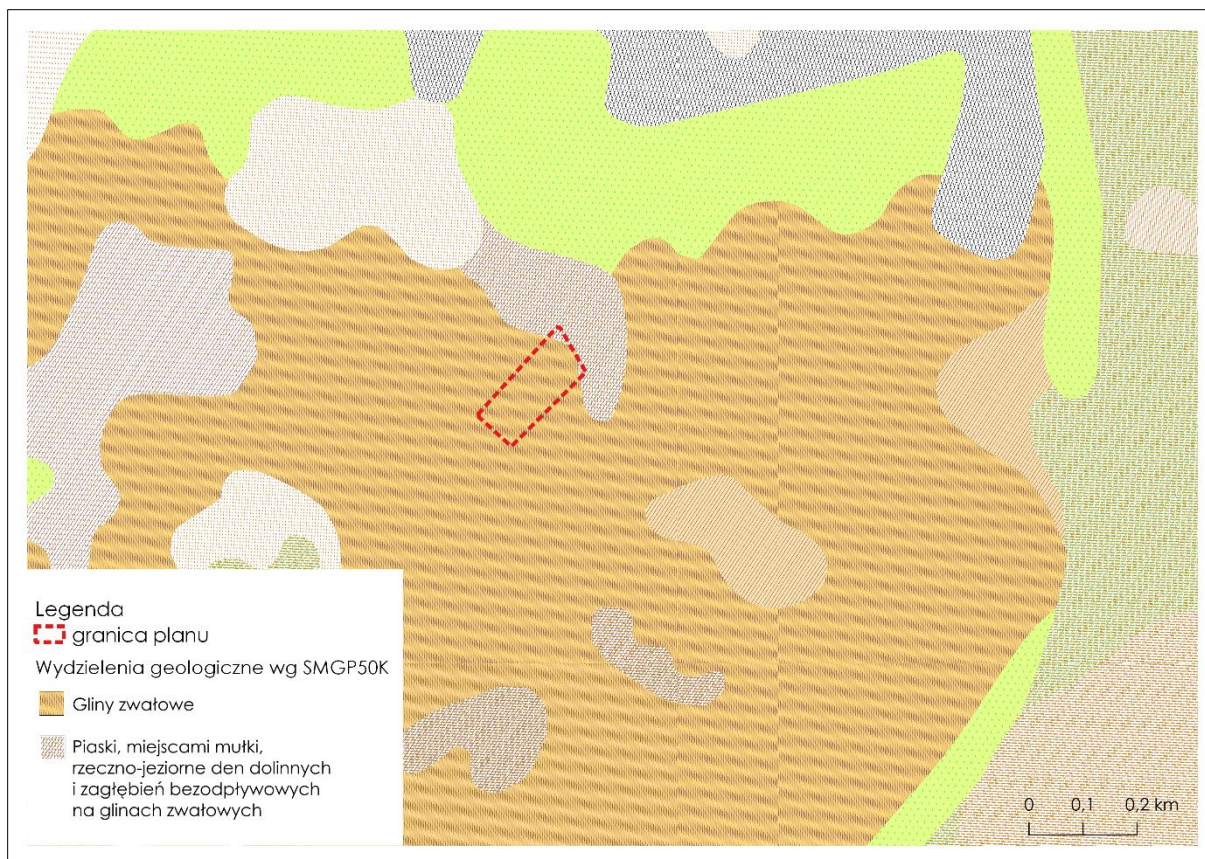 Legenda
granica planu
Wydzielenia geologiczne wg SMGP50K
Gliny zwałowe
Piaski, miejscami mułki,
rzeczno-jeziorne den dolinnych
i zagłębień bezodpływowych
na glinach zwałowych
0 0,1 0,2 km